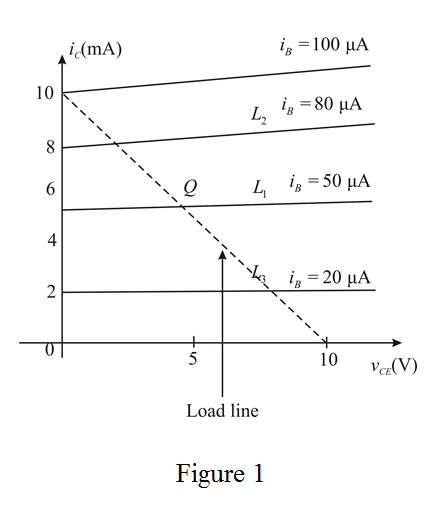 i_C(mA)
i_B = 100 μA
10
L_2 i_B = 80 μA
8
6
Q L_1 i_B = 50 μA
4
L_3 i_B = 20 μA
2
0
5 10
v_CE(V)
Load line
Figure 1